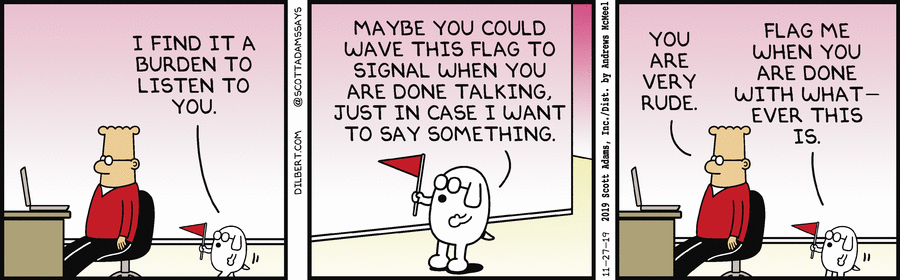 I FIND IT A
BURDEN TO
LISTEN TO
YOU.
DILBERT.COM @SCOTTADAMSSAYS
MAYBE YOU COULD
WAVE THIS FLAG TO
SIGNAL WHEN YOU
ARE DONE TALKING,
JUST IN CASE I WANT
TO SAY SOMETHING.
11-27-19 2019 Scott Adams, Inc./Dist. by Andrews McMeel
YOU
ARE
VERY
RUDE.
FLAG ME
WHEN YOU
ARE DONE
WITH WHAT—
EVER THIS
IS.